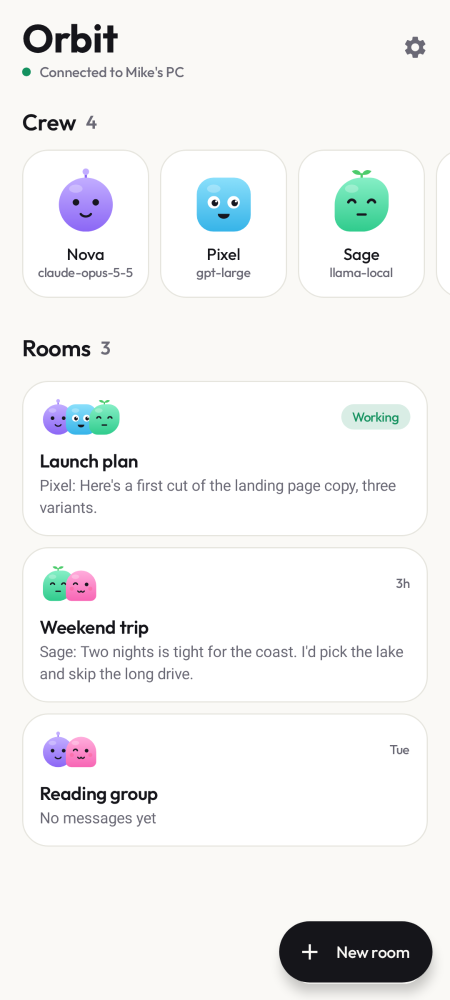 Orbit
Connected to Mike's PC
Crew 4
Nova
claude-opus-5-5
Pixel
gpt-large
Sage
llama-local
Rooms 3
Working
Launch plan
Pixel: Here's a first cut of the landing page copy, three
variants.
3h
Weekend trip
Sage: Two nights is tight for the coast. I'd pick the lake
and skip the long drive.
Tue
Reading group
No messages yet
New room